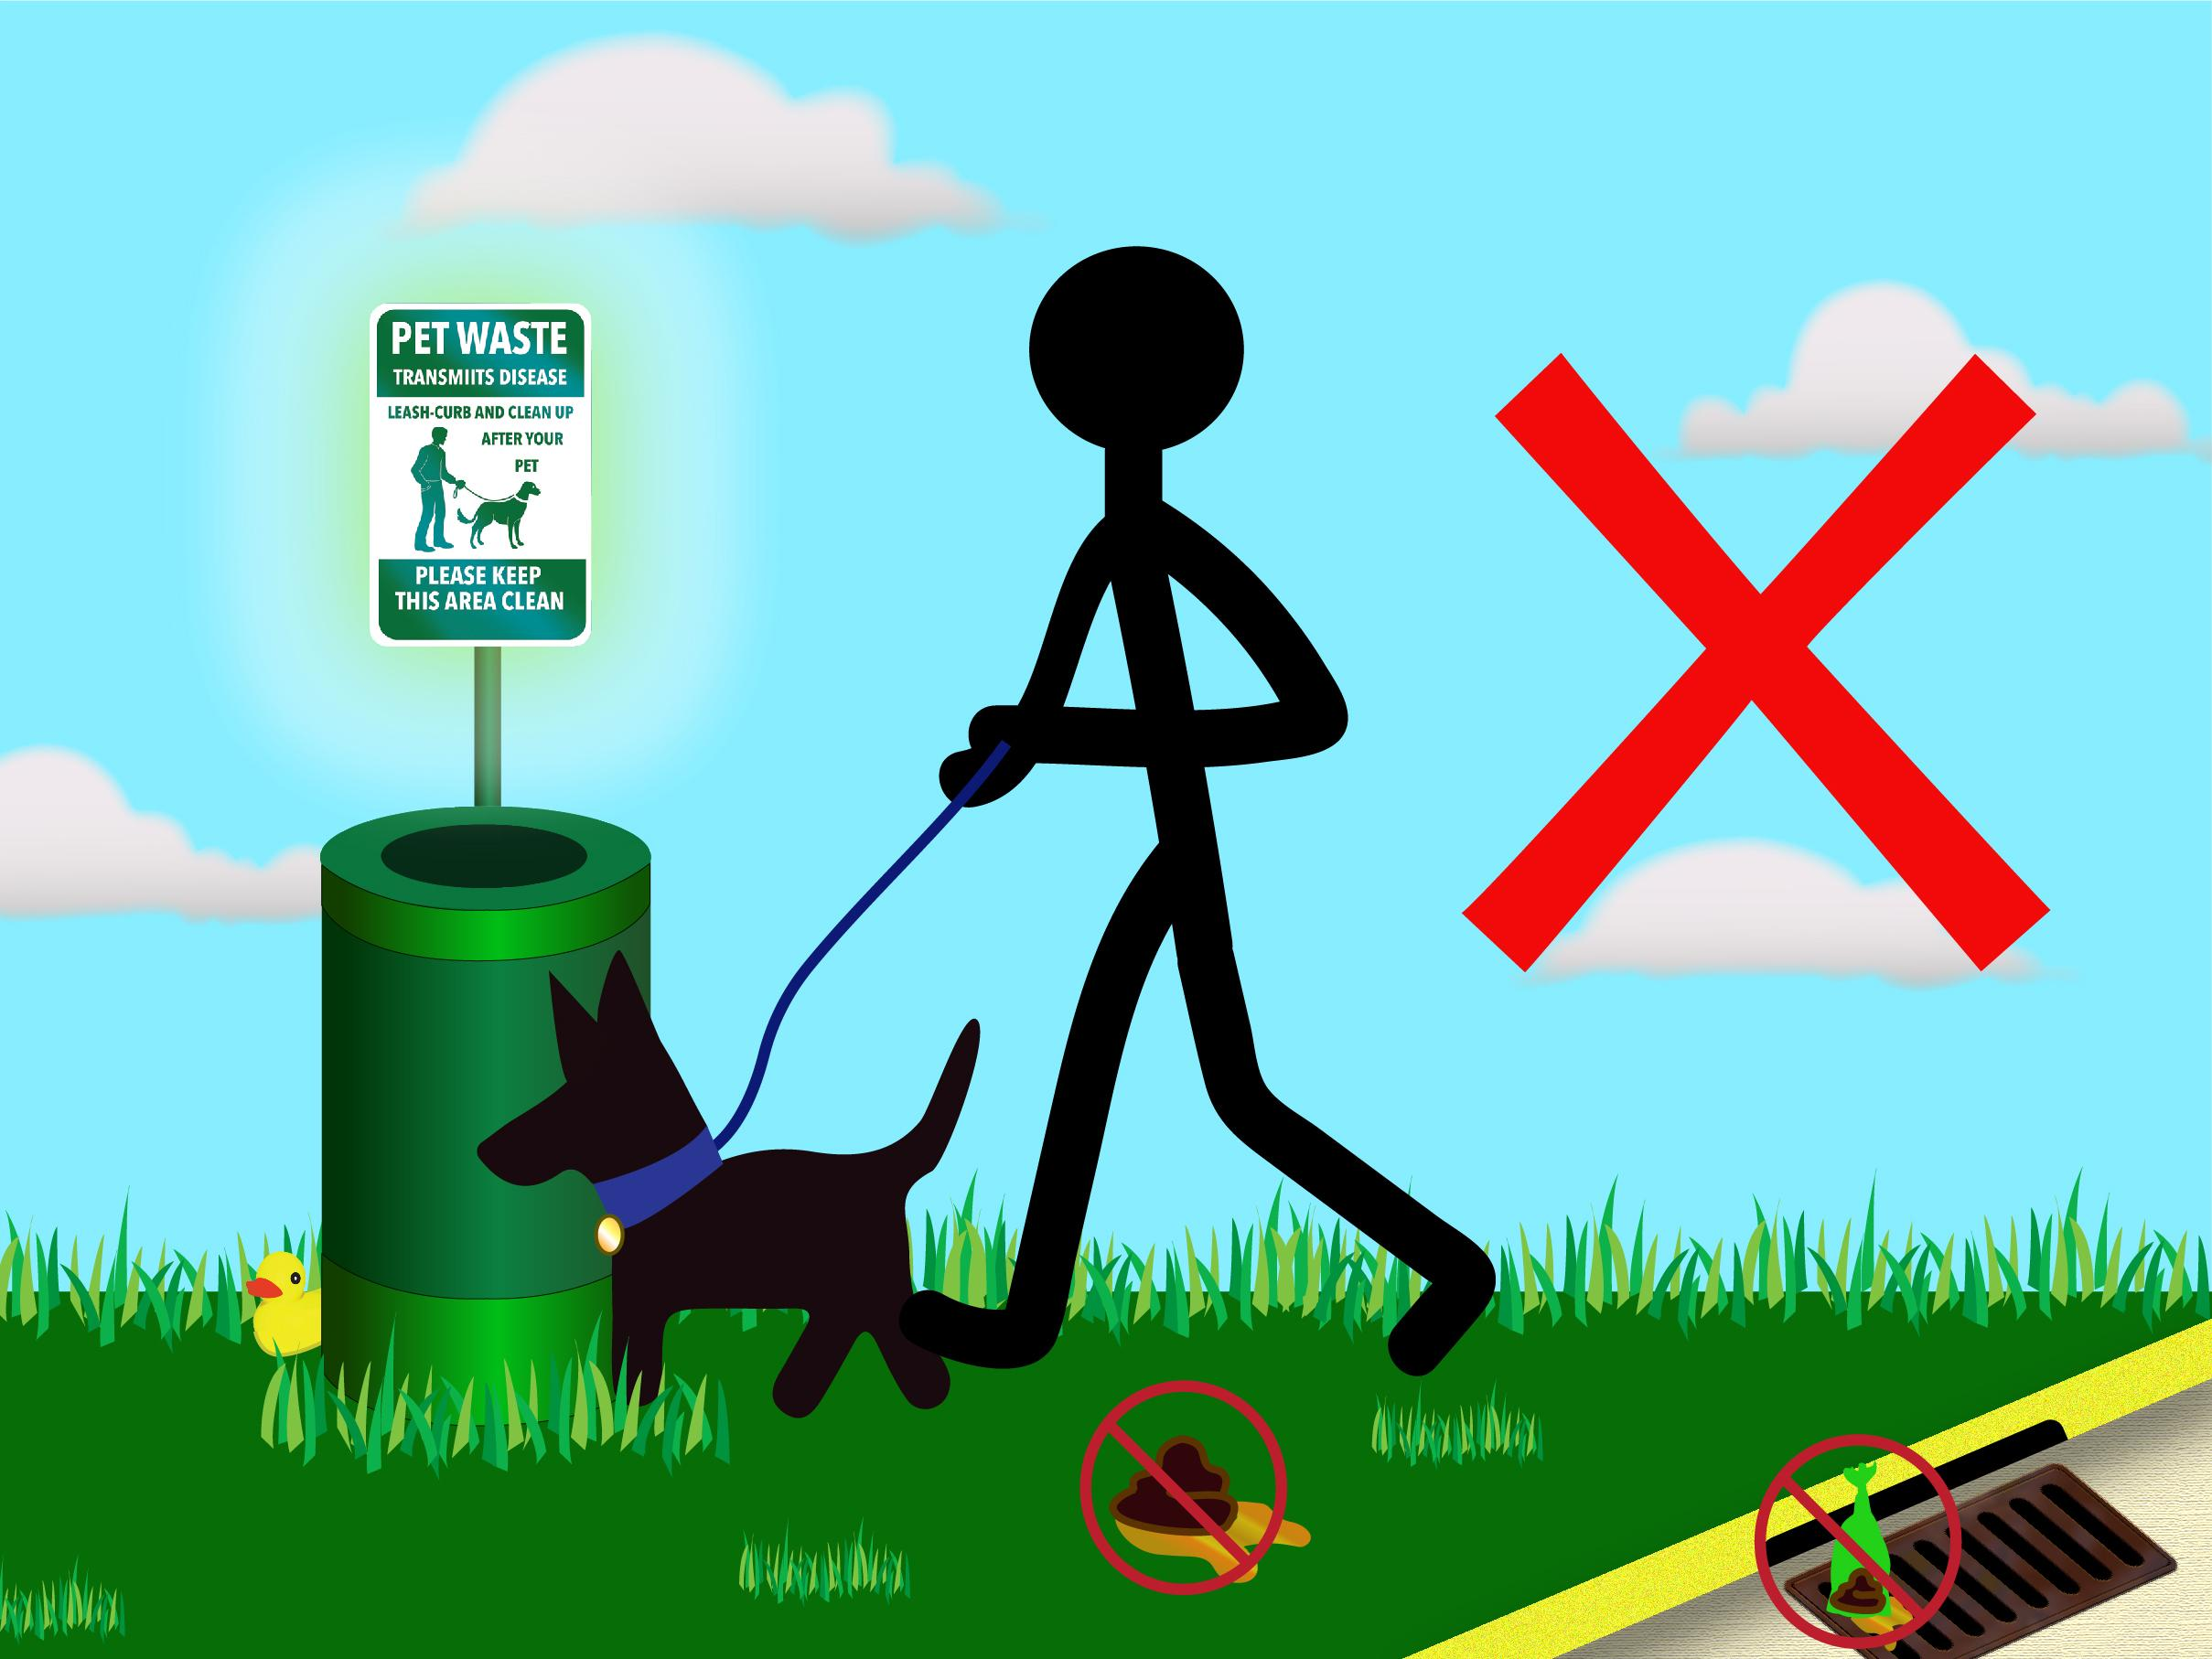 PET WASTE
TRANSMIITS DISEASE
LEASH-CURB AND CLEAN UP
AFTER YOUR
PET
PLEASE KEEP
THIS AREA CLEAN